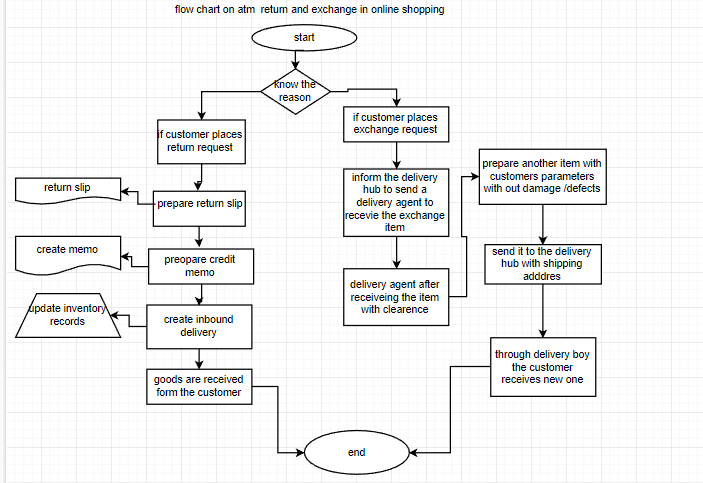 flow chart on atm return and exchange in online shopping
start
know the
reason
if customer places
return request
if customer places
exchange request
return slip
prepare return slip
inform the delivery
hub to send a
delivery agent to
recevie the exchange
item
prepare another item with
customers parameters
with out damage /defects
create memo
preopare credit
memo
send it to the delivery
hub with shipping
adddres
update inventory
records
create inbound
delivery
delivery agent after
receiveing the item
with clearence
goods are received
form the customer
through delivery boy
the customer
receives new one
end